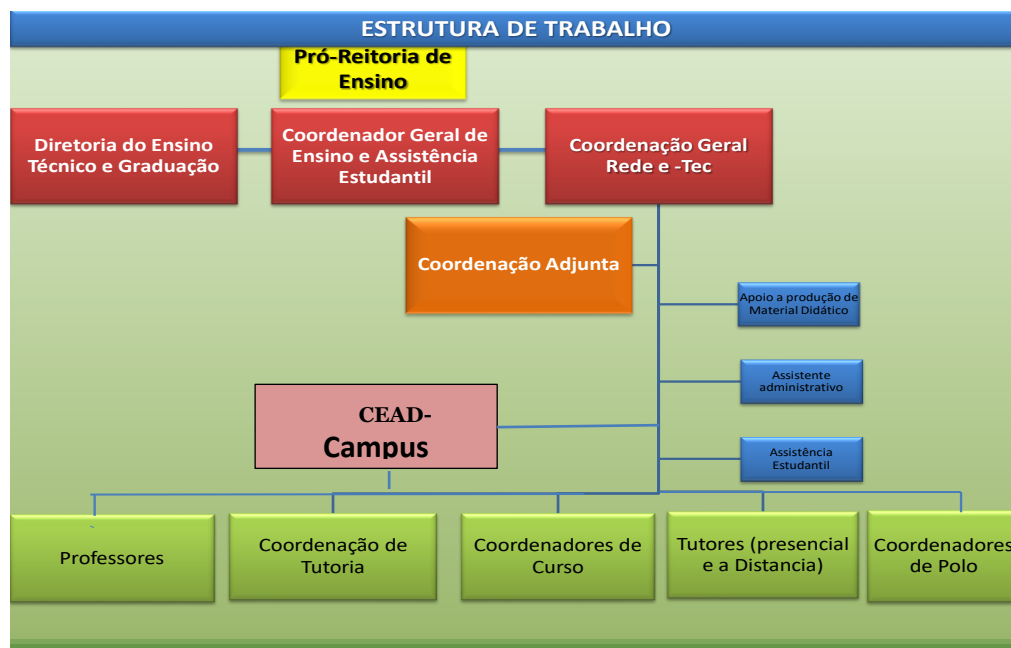 ESTRUTURA DE TRABALHO
Pró-Reitoria de
Ensino
Diretoria do Ensino
Técnico e Graduação
Coordenador Geral de
Ensino e Assistência
Estudantil
Coordenação Geral
Rede e -Tec
Coordenação Adjunta
Apoio a produção de
Material Didático
Assistente
administrativo
CEAD-
Campus
Assistência
Estudantil
Professores
Coordenação de
Tutoria
Coordenadores de
Curso
Tutores (presencial
e a Distancia)
Coordenadores
de Polo